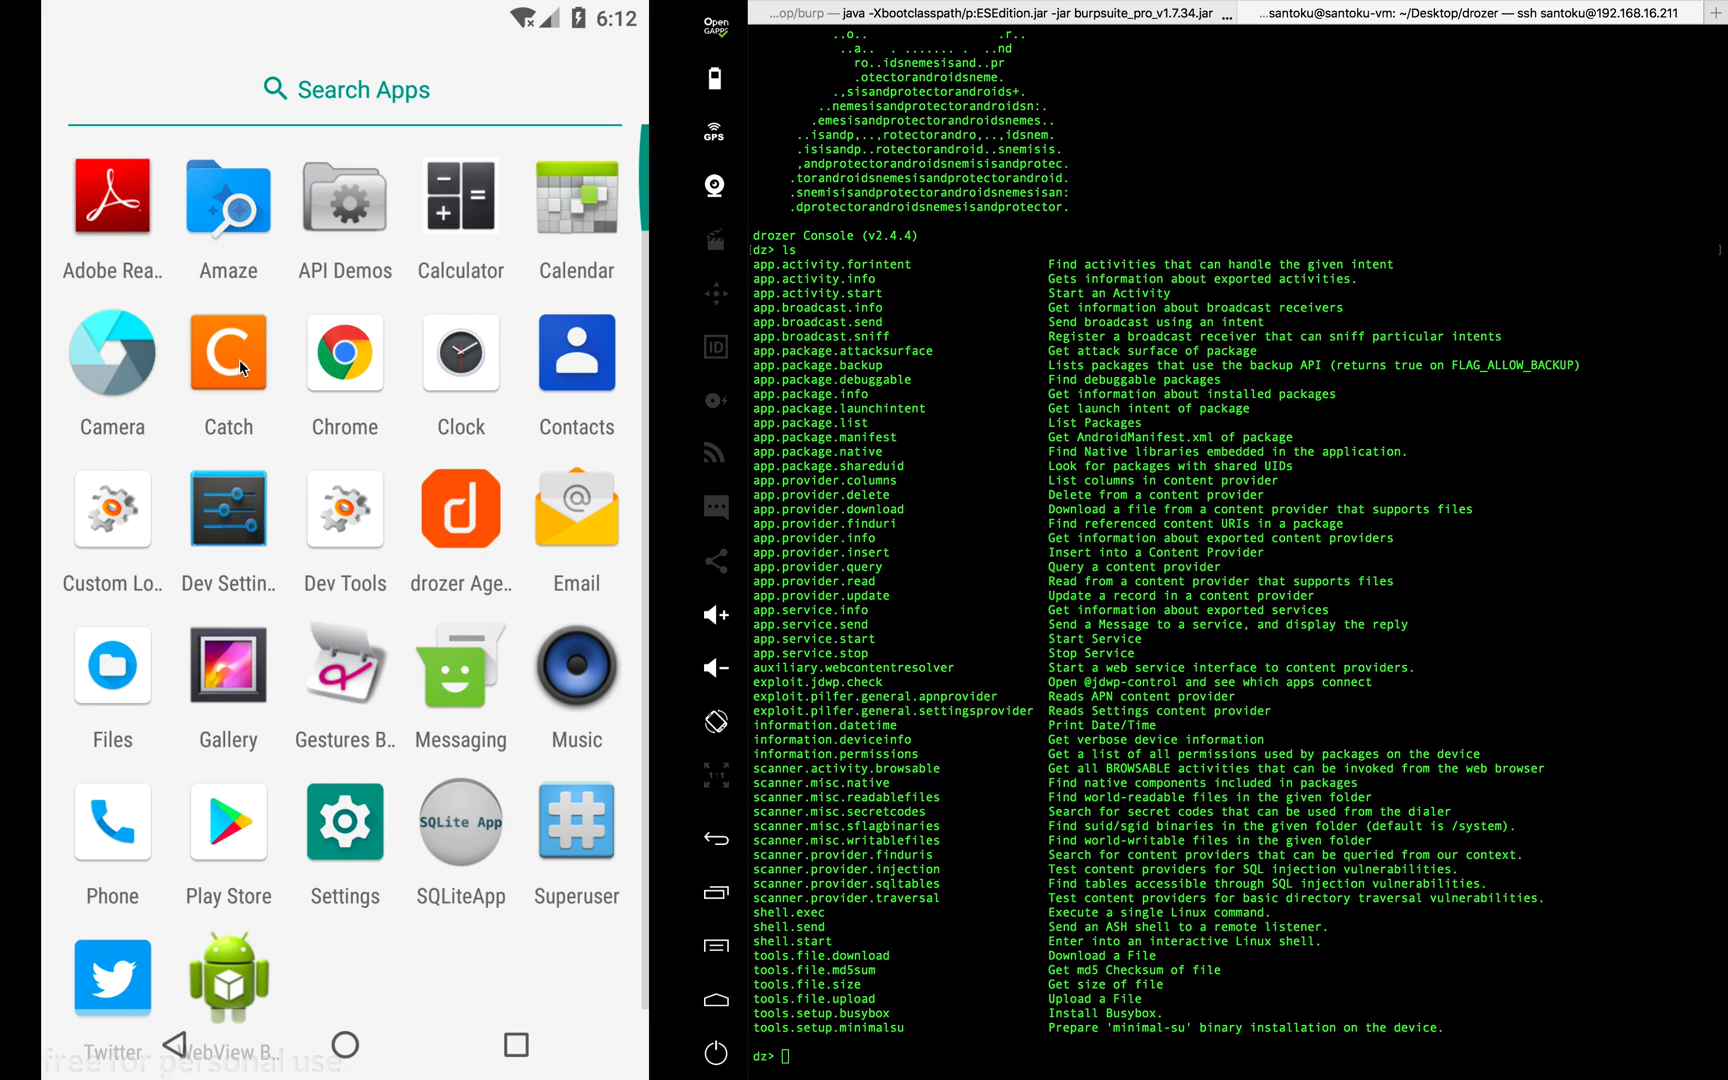 6:12
Search Apps
Adobe Rea..
Amaze
API Demos
Calculator
Calendar
C
Camera
Catch
Chrome
Clock
Contacts
d
@
Custom Lo..
Dev Settin..
Dev Tools
drozer Age..
Email
Files
Gallery
Gestures B..
Messaging
Music
SQLite App
Phone
Play Store
Settings
SQLiteApp
Superuser
Twitter
WebView B..
free for personal use
Open
GAPPS
GPS
ID
1:1
...op/burp — java -Xbootclasspath/p:ESEdition.jar -jar burpsuite_pro_v1.7.34.jar ...
...santoku@santoku-vm: ~/Desktop/drozer — ssh santoku@192.168.16.211
+
..o.. .r..
..a.. . ....... . ..nd
ro..idsnemesisand..pr
.otectorandroidsneme.
.,sisandprotectorandroids+.
..nemesisandprotectorandroidsn:.
.emesisandprotectorandroidsnemes..
..isandp,..,rotectorandro,..,idsnem.
.isisandp..rotectorandroid..snemisis.
,andprotectorandroidsnemisisandprotec.
.torandroidsnemesisandprotectorandroid.
.snemisisandprotectorandroidsnemesisan:
.dprotectorandroidsnemesisandprotector.
drozer Console (v2.4.4)
[dz> ls ]
app.activity.forintent Find activities that can handle the given intent
app.activity.info Gets information about exported activities.
app.activity.start Start an Activity
app.broadcast.info Get information about broadcast receivers
app.broadcast.send Send broadcast using an intent
app.broadcast.sniff Register a broadcast receiver that can sniff particular intents
app.package.attacksurface Get attack surface of package
app.package.backup Lists packages that use the backup API (returns true on FLAG_ALLOW_BACKUP)
app.package.debuggable Find debuggable packages
app.package.info Get information about installed packages
app.package.launchintent Get launch intent of package
app.package.list List Packages
app.package.manifest Get AndroidManifest.xml of package
app.package.native Find Native libraries embedded in the application.
app.package.shareduid Look for packages with shared UIDs
app.provider.columns List columns in content provider
app.provider.delete Delete from a content provider
app.provider.download Download a file from a content provider that supports files
app.provider.finduri Find referenced content URIs in a package
app.provider.info Get information about exported content providers
app.provider.insert Insert into a Content Provider
app.provider.query Query a content provider
app.provider.read Read from a content provider that supports files
app.provider.update Update a record in a content provider
app.service.info Get information about exported services
app.service.send Send a Message to a service, and display the reply
app.service.start Start Service
app.service.stop Stop Service
auxiliary.webcontentresolver Start a web service interface to content providers.
exploit.jdwp.check Open @jdwp-control and see which apps connect
exploit.pilfer.general.apnprovider Reads APN content provider
exploit.pilfer.general.settingsprovider Reads Settings content provider
information.datetime Print Date/Time
information.deviceinfo Get verbose device information
information.permissions Get a list of all permissions used by packages on the device
scanner.activity.browsable Get all BROWSABLE activities that can be invoked from the web browser
scanner.misc.native Find native components included in packages
scanner.misc.readablefiles Find world-readable files in the given folder
scanner.misc.secretcodes Search for secret codes that can be used from the dialer
scanner.misc.sflagbinaries Find suid/sgid binaries in the given folder (default is /system).
scanner.misc.writablefiles Find world-writable files in the given folder
scanner.provider.finduris Search for content providers that can be queried from our context.
scanner.provider.injection Test content providers for SQL injection vulnerabilities.
scanner.provider.sqltables Find tables accessible through SQL injection vulnerabilities.
scanner.provider.traversal Test content providers for basic directory traversal vulnerabilities.
shell.exec Execute a single Linux command.
shell.send Send an ASH shell to a remote listener.
shell.start Enter into an interactive Linux shell.
tools.file.download Download a File
tools.file.md5sum Get md5 Checksum of file
tools.file.size Get size of file
tools.file.upload Upload a File
tools.setup.busybox Install Busybox.
tools.setup.minimalsu Prepare 'minimal-su' binary installation on the device.
dz>